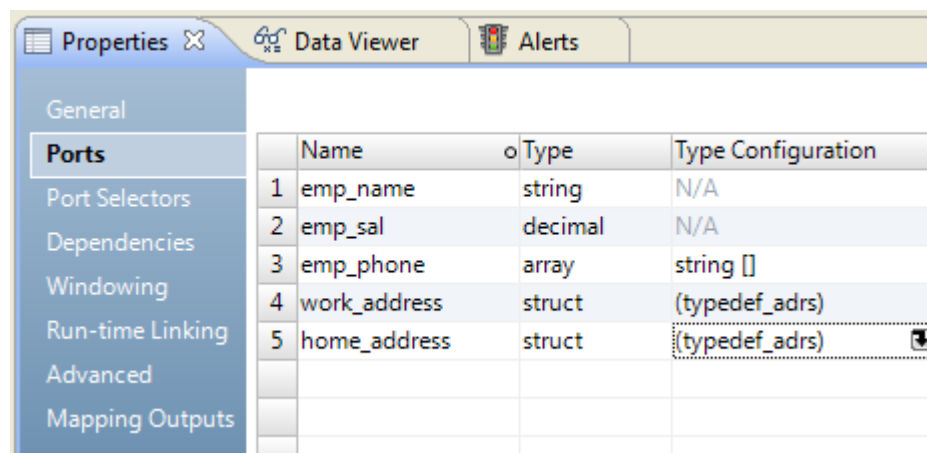 Properties Data Viewer Alerts
General
Ports
Port Selectors
Dependencies
Windowing
Run-time Linking
Advanced
Mapping Outputs
Name Type Type Configuration
1 emp_name string N/A
2 emp_sal decimal N/A
3 emp_phone array string []
4 work_address struct (typedef_adrs)
5 home_address struct (typedef_adrs)